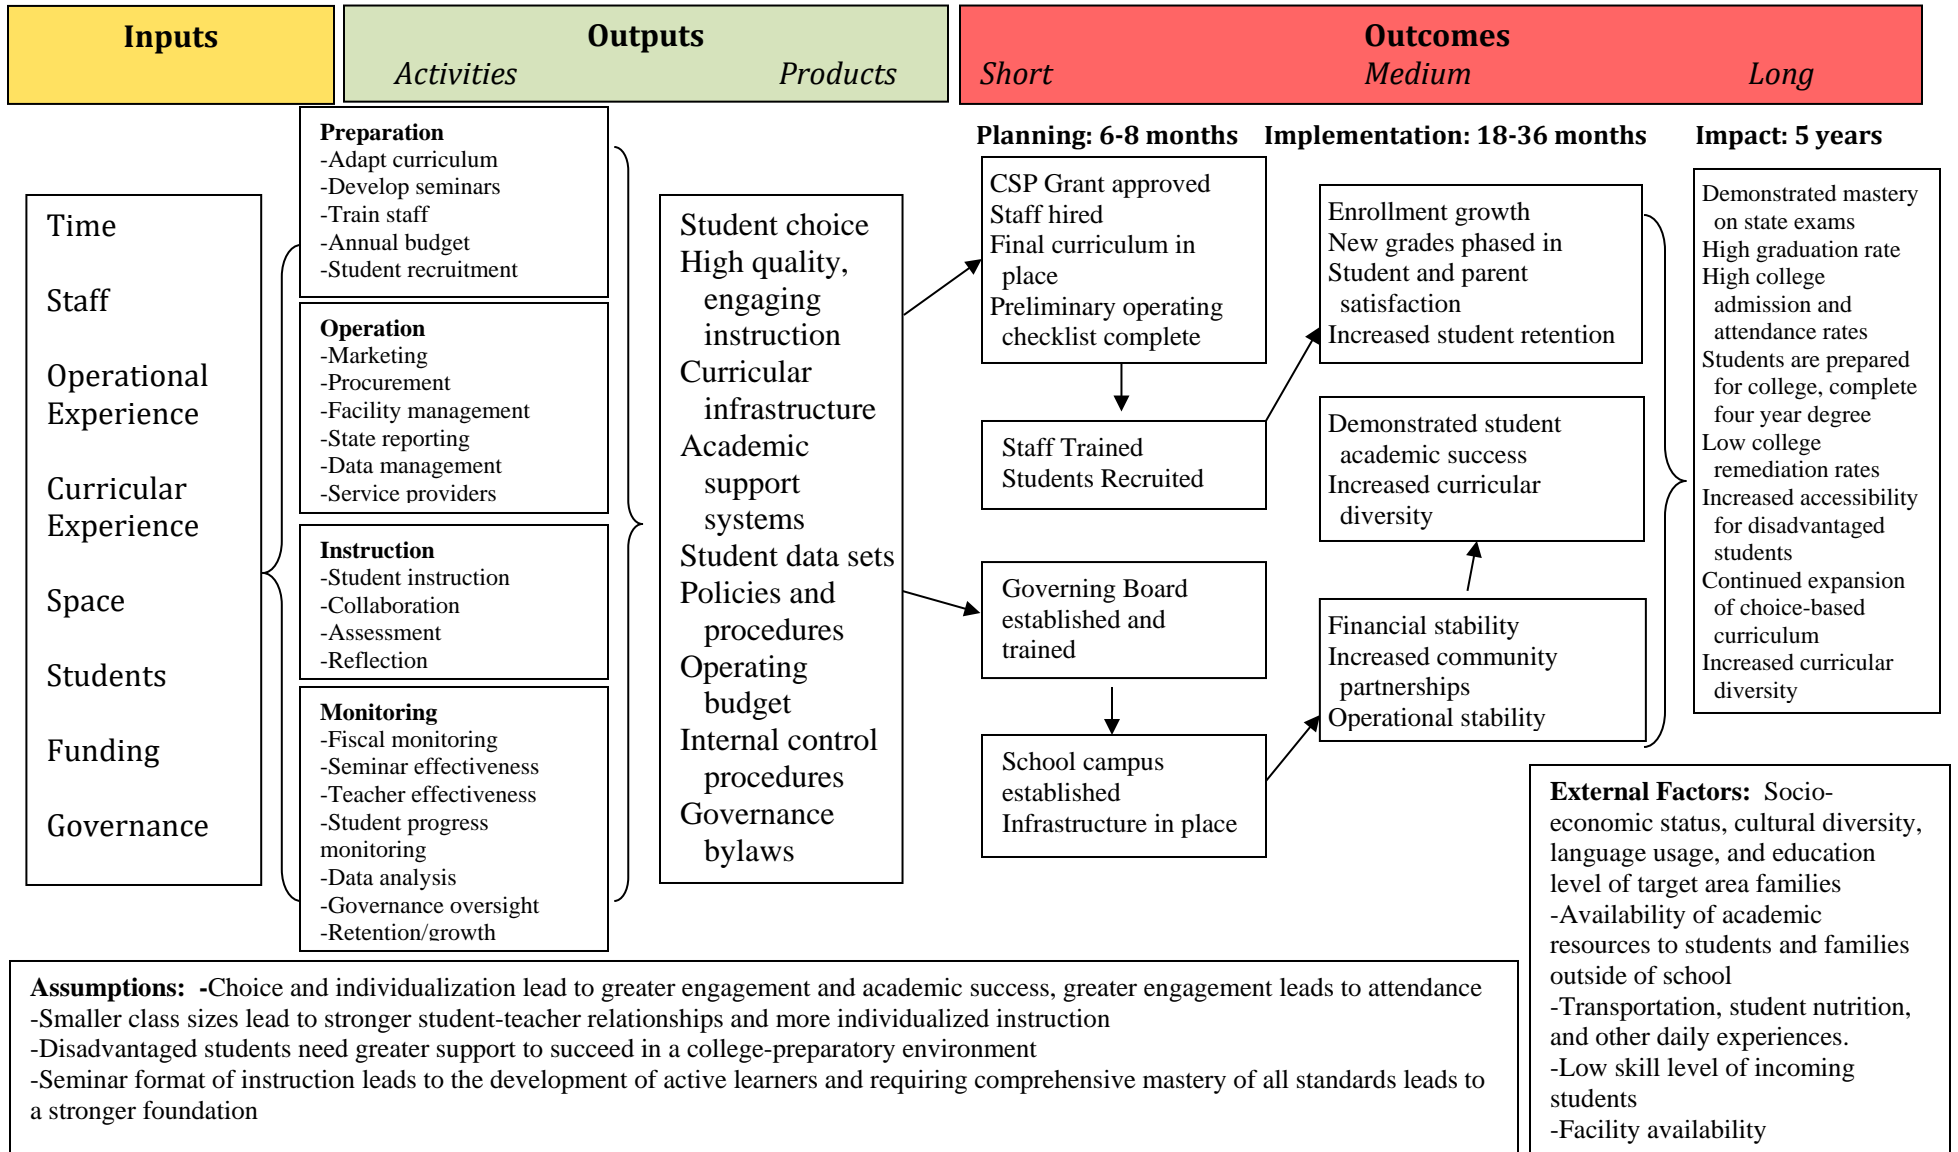 Inputs
Outputs
Activities
Products
Outcomes
Short
Medium
Long
Time
Staff
Operational
Experience
Curricular
Experience
Space
Students
Funding
Governance
Preparation
-Adapt curriculum
-Develop seminars
-Train staff
-Annual budget
-Student recruitment
Operation
-Marketing
-Procurement
-Facility management
-State reporting
-Data management
-Service providers
Instruction
-Student instruction
-Collaboration
-Assessment
-Reflection
Monitoring
-Fiscal monitoring
-Seminar effectiveness
-Teacher effectiveness
-Student progress
monitoring
-Data analysis
-Governance oversight
-Retention/growth
Student choice
High quality,
engaging
instruction
Curricular
infrastructure
Academic
support
systems
Student data sets
Policies and
procedures
Operating
budget
Internal control
procedures
Governance
bylaws
Planning: 6-8 months
CSP Grant approved
Staff hired
Final curriculum in
place
Preliminary operating
checklist complete
Staff Trained
Students Recruited
Governing Board
established and
trained
School campus
established
Infrastructure in place
Implementation: 18-36 months
Enrollment growth
New grades phased in
Student and parent
satisfaction
Increased student retention
Demonstrated student
academic success
Increased curricular
diversity
Financial stability
Increased community
partnerships
Operational stability
Impact: 5 years
Demonstrated mastery
on state exams
High graduation rate
High college
admission and
attendance rates
Students are prepared
for college, complete
four year degree
Low college
remediation rates
Increased accessibility
for disadvantaged
students
Continued expansion
of choice-based
curriculum
Increased curricular
diversity
Assumptions: -Choice and individualization lead to greater engagement and academic success, greater engagement leads to attendance
-Smaller class sizes lead to stronger student-teacher relationships and more individualized instruction
-Disadvantaged students need greater support to succeed in a college-preparatory environment
-Seminar format of instruction leads to the development of active learners and requiring comprehensive mastery of all standards leads to
a stronger foundation
External Factors: Socio-
economic status, cultural diversity,
language usage, and education
level of target area families
-Availability of academic
resources to students and families
outside of school
-Transportation, student nutrition,
and other daily experiences.
-Low skill level of incoming
students
-Facility availability